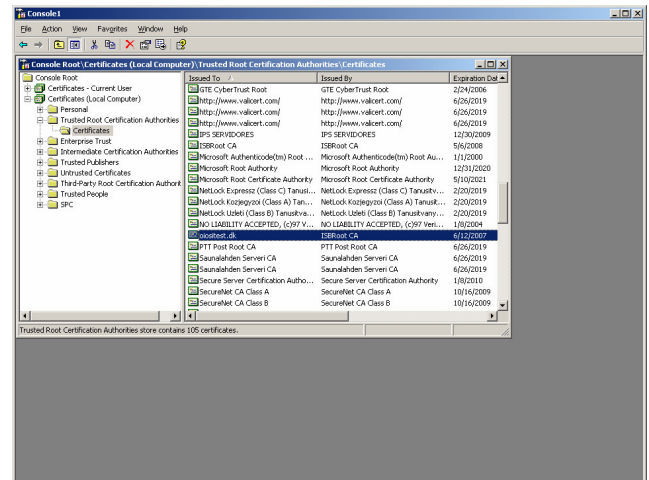 Console1
File Action View Favorites Window Help
Console Root\Certificates (Local Computer)\Trusted Root Certification Authorities\Certificates
Console Root
Certificates - Current User
Certificates (Local Computer)
Personal
Trusted Root Certification Authorities
Certificates
Enterprise Trust
Intermediate Certification Authorities
Trusted Publishers
Untrusted Certificates
Third-Party Root Certification Authorit
Trusted People
SPC
Issued To Issued By Expiration Dat
GTE CyberTrust Root GTE CyberTrust Root 2/24/2006
http://www.valicert.com/ http://www.valicert.com/ 6/26/2019
http://www.valicert.com/ http://www.valicert.com/ 6/26/2019
http://www.valicert.com/ http://www.valicert.com/ 6/26/2019
IPS SERVIDORES IPS SERVIDORES 12/30/2009
ISBRoot CA ISBRoot CA 5/6/2008
Microsoft Authenticode(tm) Root ... Microsoft Authenticode(tm) Root Au... 1/1/2000
Microsoft Root Authority Microsoft Root Authority 12/31/2020
Microsoft Root Certificate Authority Microsoft Root Certificate Authority 5/10/2021
NetLock Expressz (Class C) Tanusi... NetLock Expressz (Class C) Tanusitv... 2/20/2019
NetLock Kozjegyzoi (Class A) Tan... NetLock Kozjegyzoi (Class A) Tanusit... 2/20/2019
NetLock Uzleti (Class B) Tanusitva... NetLock Uzleti (Class B) Tanusitvany... 2/20/2019
NO LIABILITY ACCEPTED, (c)97 V... NO LIABILITY ACCEPTED, (c)97 Veri... 1/8/2004
oiositest.dk ISBRoot CA 6/12/2007
PTT Post Root CA PTT Post Root CA 6/26/2019
Saunalahden Serveri CA Saunalahden Serveri CA 6/26/2019
Saunalahden Serveri CA Saunalahden Serveri CA 6/26/2019
Secure Server Certification Autho... Secure Server Certification Authority 1/8/2010
SecureNet CA Class A SecureNet CA Class A 10/16/2009
SecureNet CA Class B SecureNet CA Class B 10/16/2009
Trusted Root Certification Authorities store contains 105 certificates.